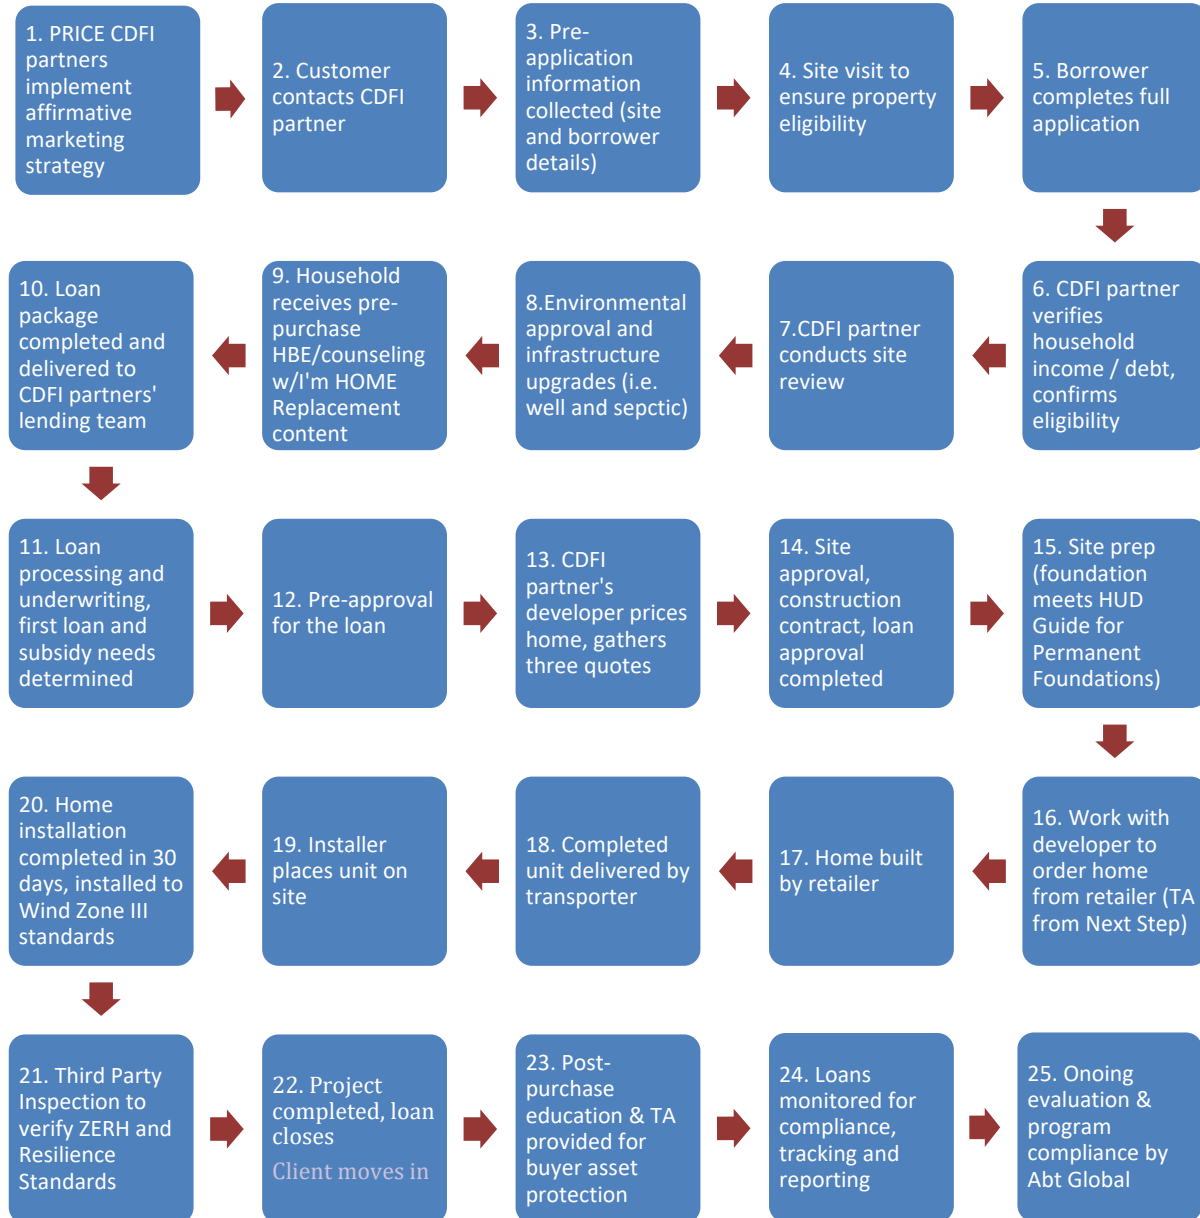 1. PRICE CDFI
partners
implement
affirmative
marketing
strategy
2. Customer
contacts CDFI
partner
3. Pre-
application
information
collected (site
and borrower
details)
4. Site visit to
ensure property
eligibility
5. Borrower
completes full
application
6. CDFI partner
verifies
household
income / debt,
confirms
eligibility
7.CDFI partner
conducts site
review
8.Environmental
approval and
infrastructure
upgrades (i.e.
well and sepctic)
9. Household
receives pre-
purchase
HBE/counseling
w/I'm HOME
Replacement
content
10. Loan
package
completed and
delivered to
CDFI partners'
lending team
11. Loan
processing and
underwriting,
first loan and
subsidy needs
determined
12. Pre-approval
for the loan
13. CDFI
partner's
developer prices
home, gathers
three quotes
14. Site
approval,
construction
contract, loan
approval
completed
15. Site prep
(foundation
meets HUD
Guide for
Permanent
Foundations)
16. Work with
developer to
order home
from retailer (TA
from Next Step)
17. Home built
by retailer
18. Completed
unit delivered by
transporter
19. Installer
places unit on
site
20. Home
installation
completed in 30
days, installed to
Wind Zone III
standards
21. Third Party
Inspection to
verify ZERH and
Resilience
Standards
22. Project
completed, loan
closes
Client moves in
23. Post-
purchase
education & TA
provided for
buyer asset
protection
24. Loans
monitored for
compliance,
tracking and
reporting
25. Onoing
evaluation &
program
compliance by
Abt Global